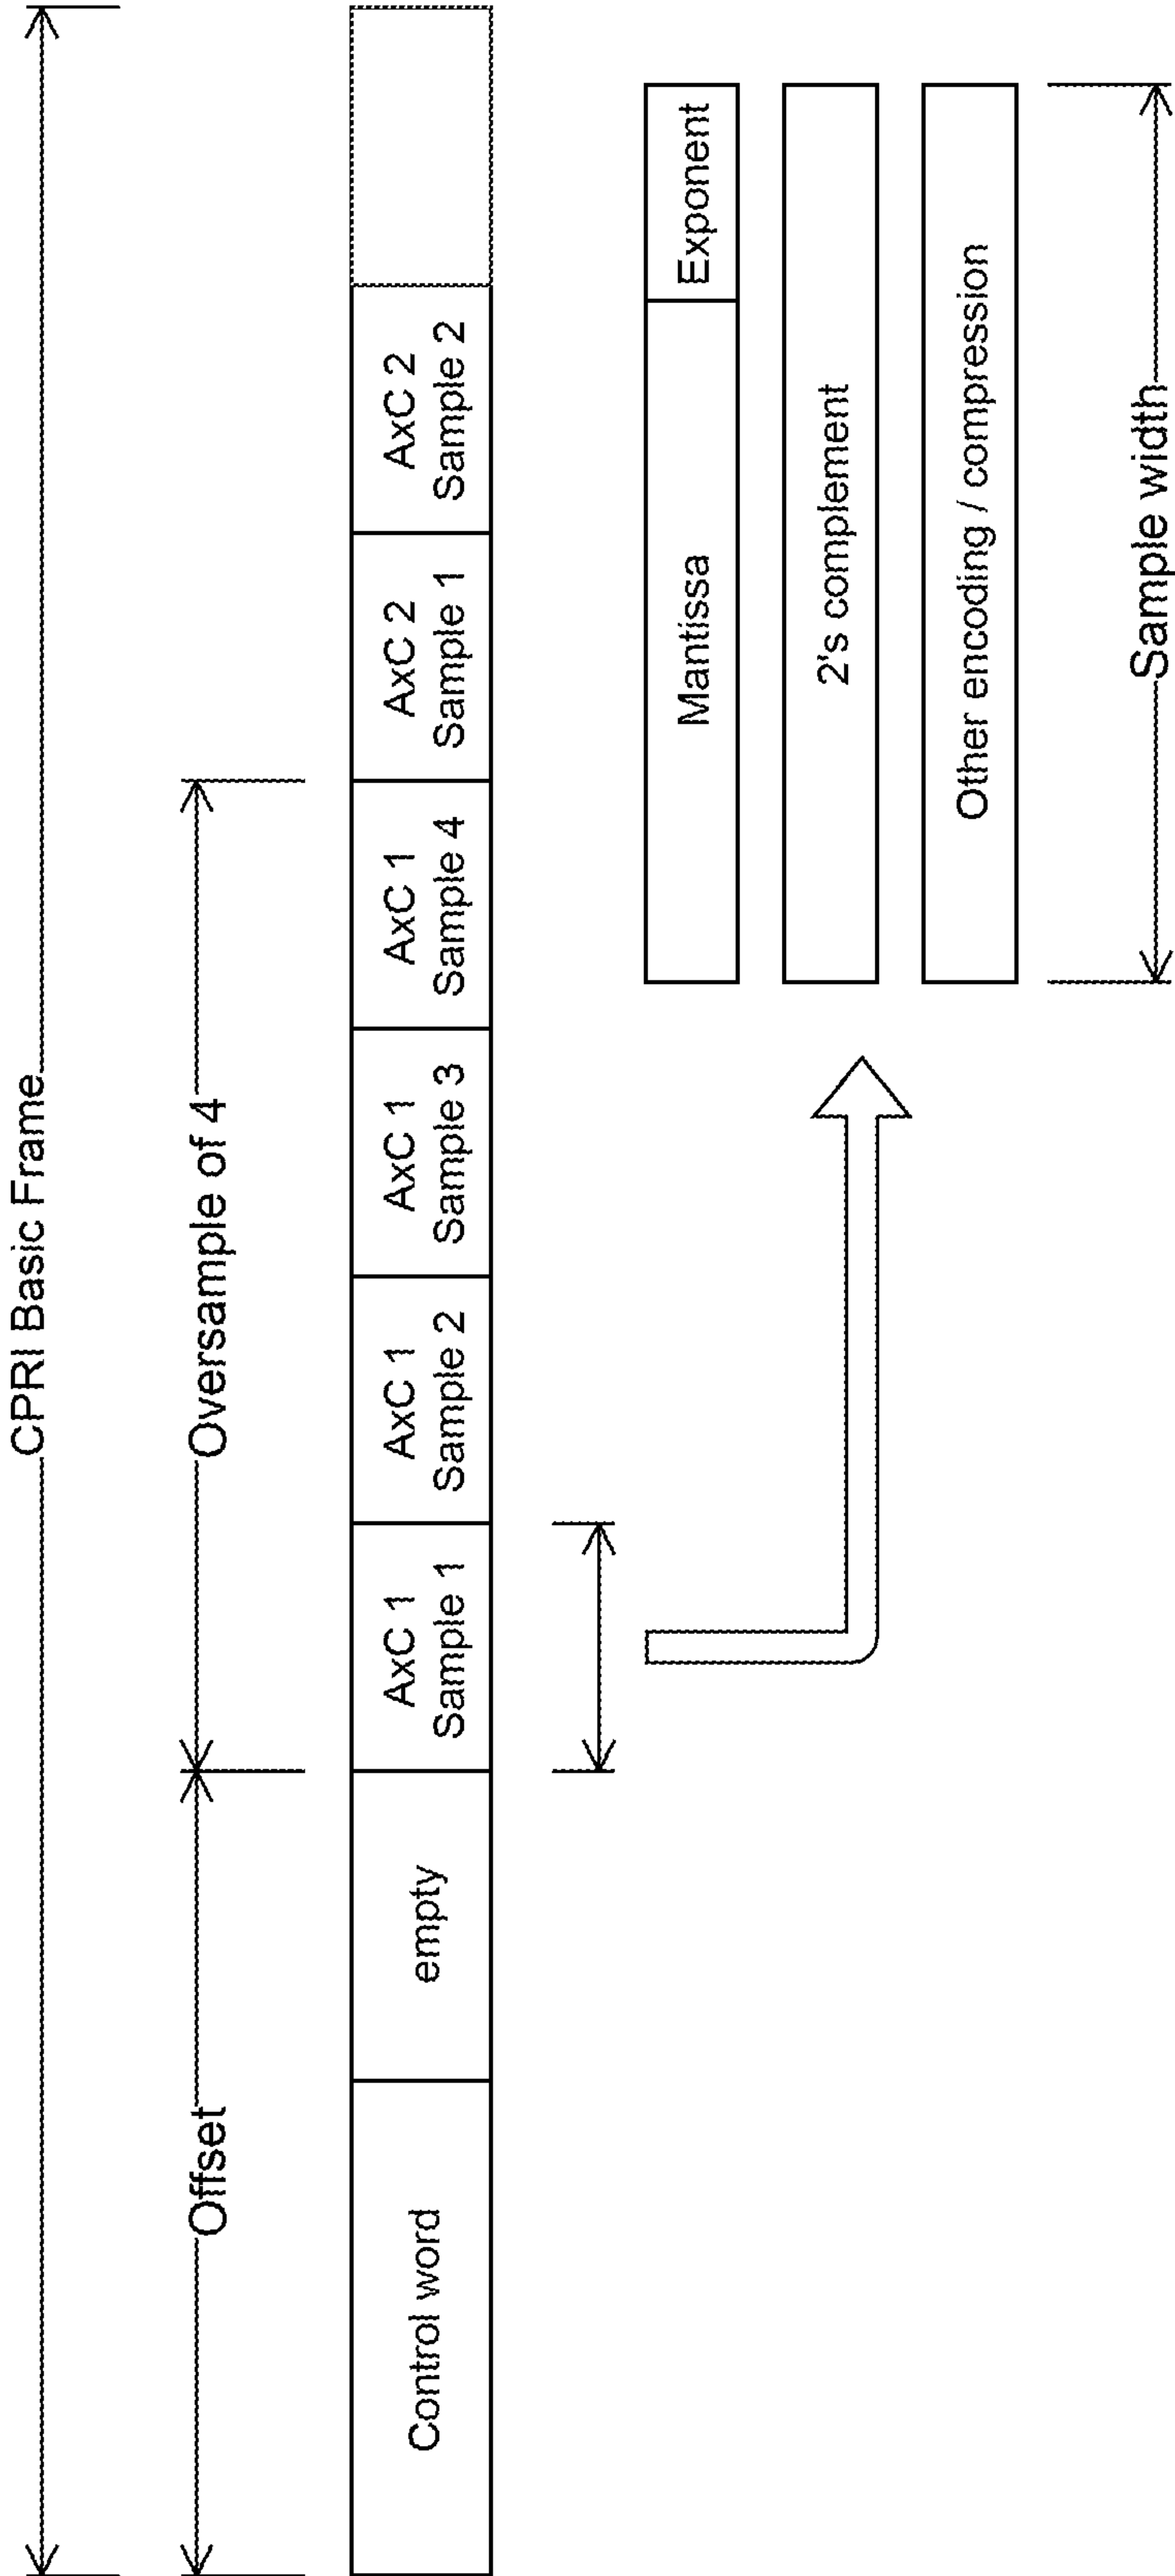 CPRI Basic Frame
Offset
Oversample of 4
Control word
empty
AxC 1
Sample 1
AxC 1
Sample 2
AxC 1
Sample 3
AxC 1
Sample 4
AxC 2
Sample 1
AxC 2
Sample 2
Mantissa
Exponent
2's complement
Other encoding / compression
Sample width